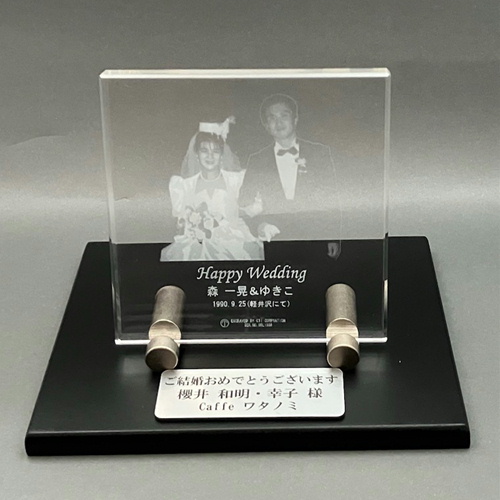 Happy Wedding
森 一晃&ゆきこ
1990.9.25(軽井沢にて)
ご結婚おめでとうございます
櫻井 和明・幸子 様
Caffe ワタノミ